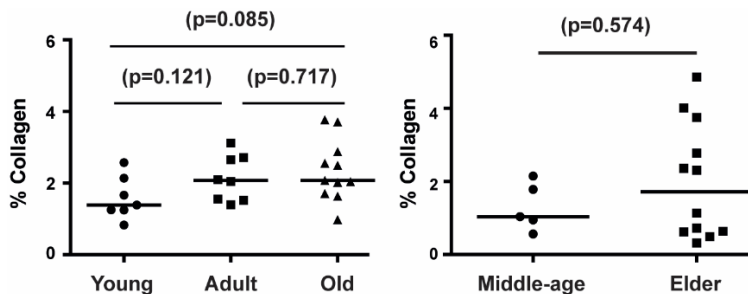 (p=0.085)
(p=0.121)
(p=0.717)
% Collagen
6
4
2
0
Young
Adult
Old
(p=0.574)
% Collagen
6
4
2
0
Middle-age
Elder